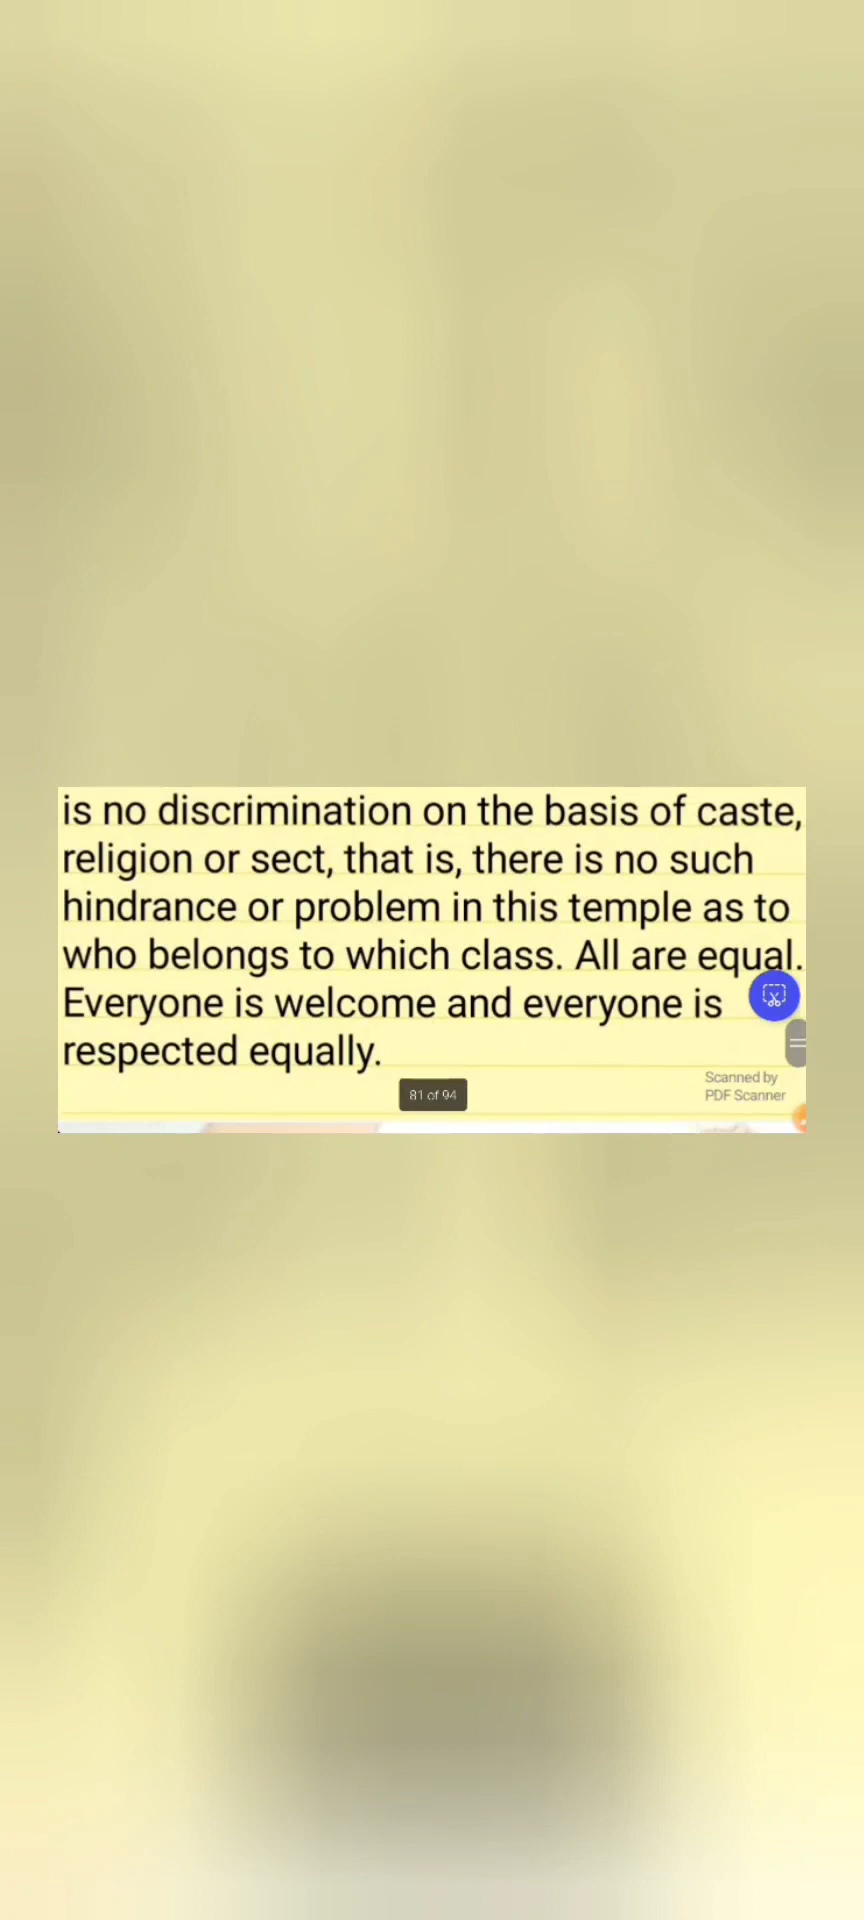 is no discrimination on the basis of caste,
religion or sect, that is, there is no such
hindrance or problem in this temple as to
who belongs to which class. All are equal.
Everyone is welcome and everyone is
respected equally.
81 of 94
Scanned by
PDF Scanner